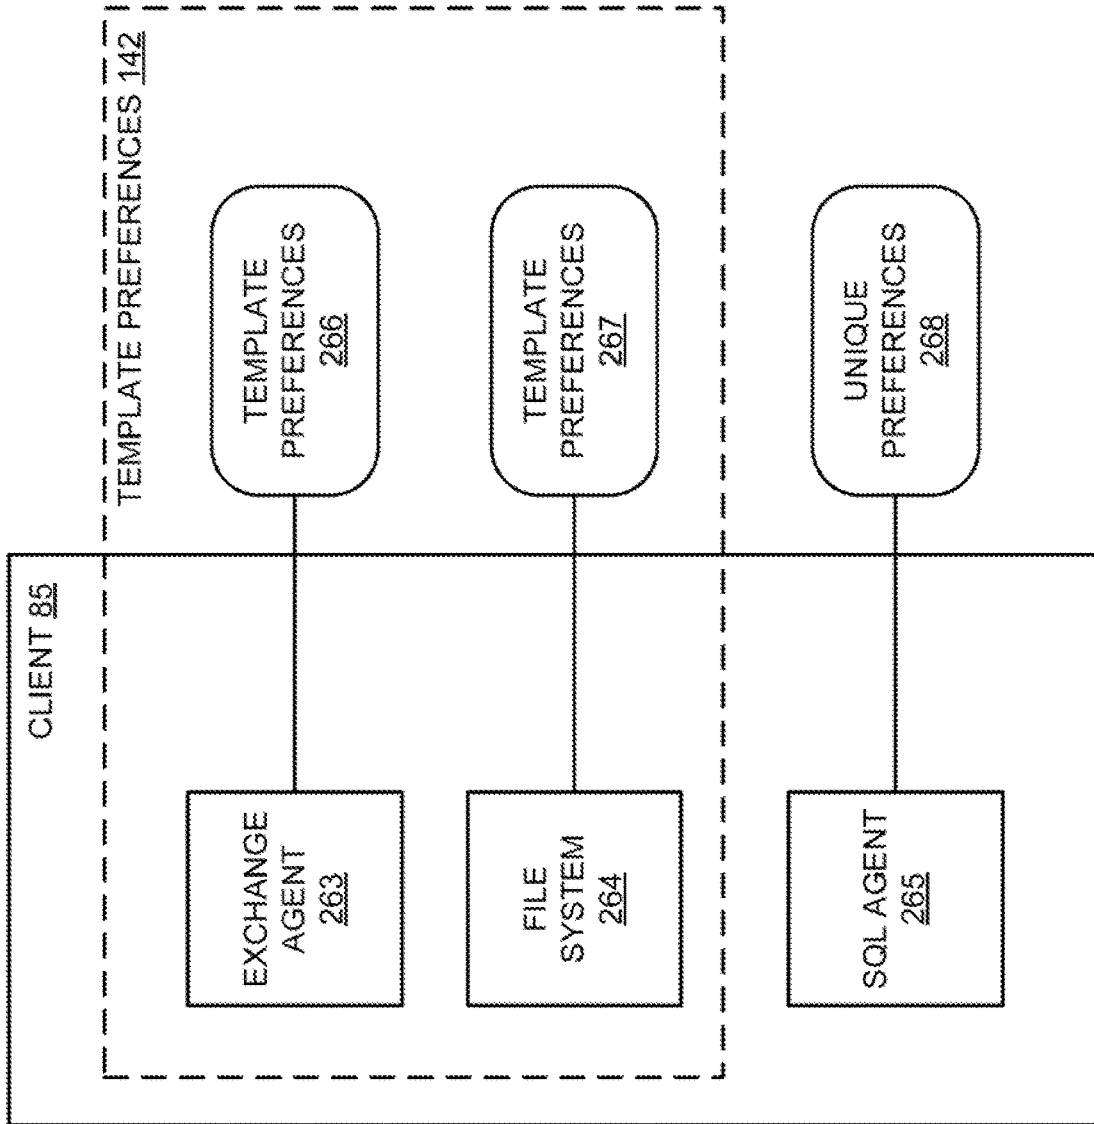 CLIENT 85
TEMPLATE PREFERENCES 142
EXCHANGE
AGENT
263
TEMPLATE
PREFERENCES
266
FILE
SYSTEM
264
TEMPLATE
PREFERENCES
267
SQL AGENT
265
UNIQUE
PREFERENCES
268